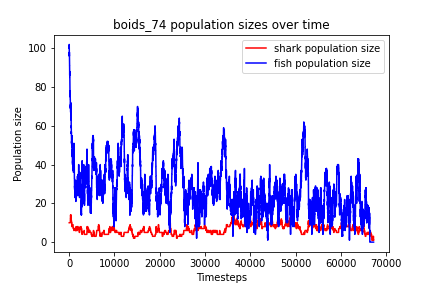 boids_74 population sizes over time
shark population size
fish population size
Population size
100
80
60
40
20
0
0 10000 20000 30000 40000 50000 60000 70000
Timesteps